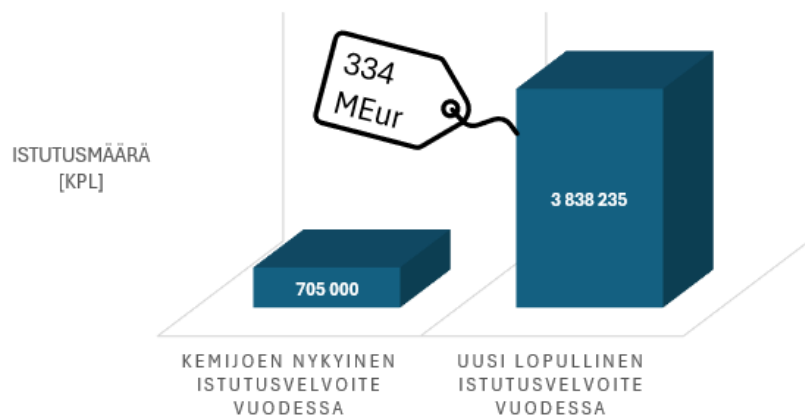 334
MEur
ISTUTUSMÄÄRÄ
[KPL]
3 838 235
705 000
KEMIJOEN NYKYINEN
ISTUTUSVELVOITE
VUODESSA
UUSI LOPULLINEN
ISTUTUSVELVOITE
VUODESSA